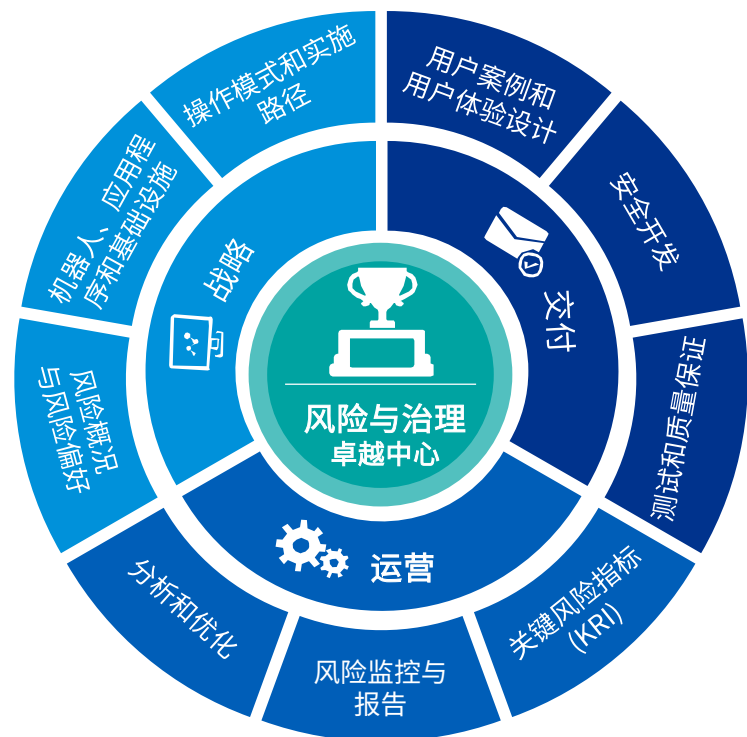 操作模式和实施
路径
用户案例和
用户体验设计
机器人、应用程
序和基础设施
安全开发
战略
交付
风险与治理
卓越中心
风险概况
与风险偏好
测试和质量保证
运营
分析和优化
关键风险指标
(KRI)
风险监控与
报告